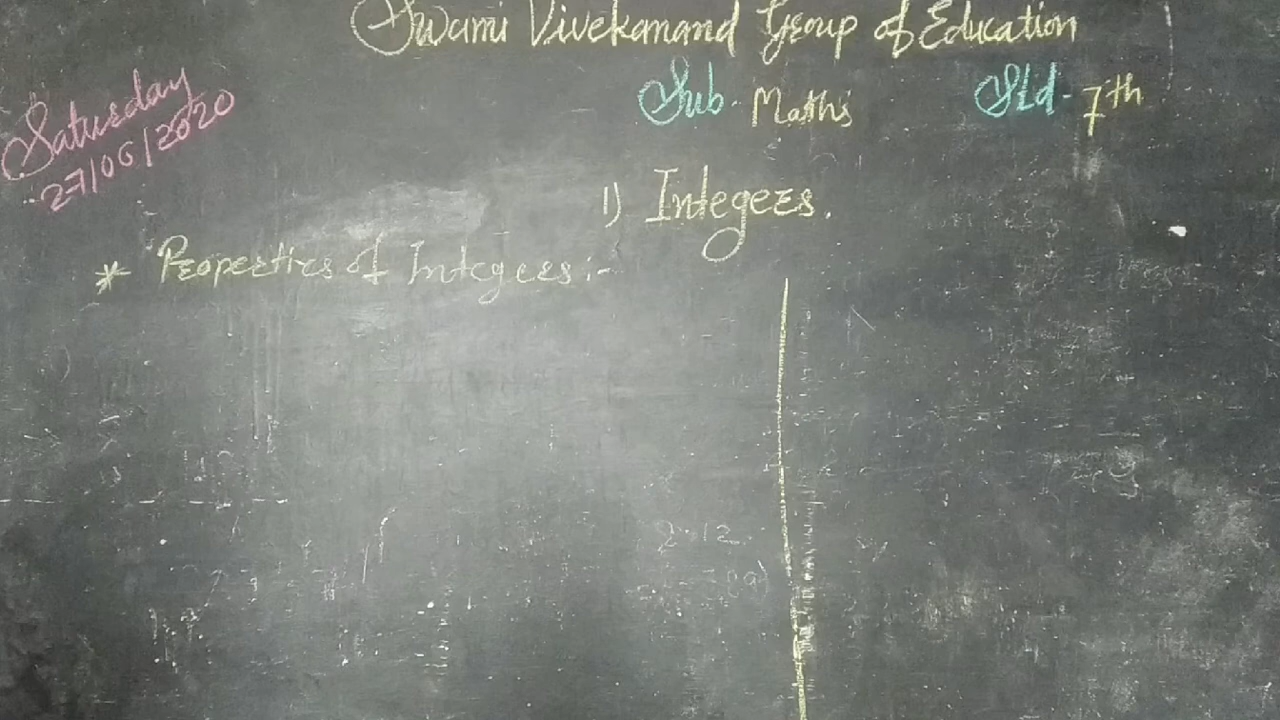 Swami Vivekanand Group of Education
Saturday
27/06/2020
Sub - Maths
Std - 7th
1) Integers.
* Properties of Integers :-